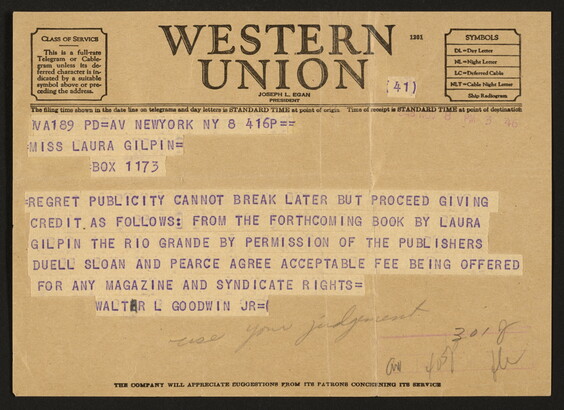 CLASS OF SERVICE
This is a full-rate
Telegram or Cable-
gram unless its de-
ferred character is in-
dicated by a suitable
symbol above or pre-
ceding the address.
WESTERN
UNION
1201
JOSEPH L. EGAN
PRESIDENT
(41)
SYMBOLS
DL=Day Letter
NL=Night Letter
LC=Deferred Cable
NLT=Cable Night Letter
Ship Radiogram
The filing time shown in the date line on telegrams and day letters is STANDARD TIME at point of origin. Time of receipt is STANDARD TIME at point of destination
NA189 PD=AV NEWYORK NY 8 416P==
MISS LAURA GILPIN=
BOX 1173
=REGRET PUBLICITY CANNOT BREAK LATER BUT PROCEED GIVING
CREDIT AS FOLLOWS: FROM THE FORTHCOMING BOOK BY LAURA
GILPIN THE RIO GRANDE BY PERMISSION OF THE PUBLISHERS
DUELL SLOAN AND PEARCE AGREE ACCEPTABLE FEE BEING OFFERED
FOR ANY MAGAZINE AND SYNDICATE RIGHTS=
WALTER L GOODWIN JR=(
use your judgement
THE COMPANY WILL APPRECIATE SUGGESTIONS FROM ITS PATRONS CONCERNING ITS SERVICE